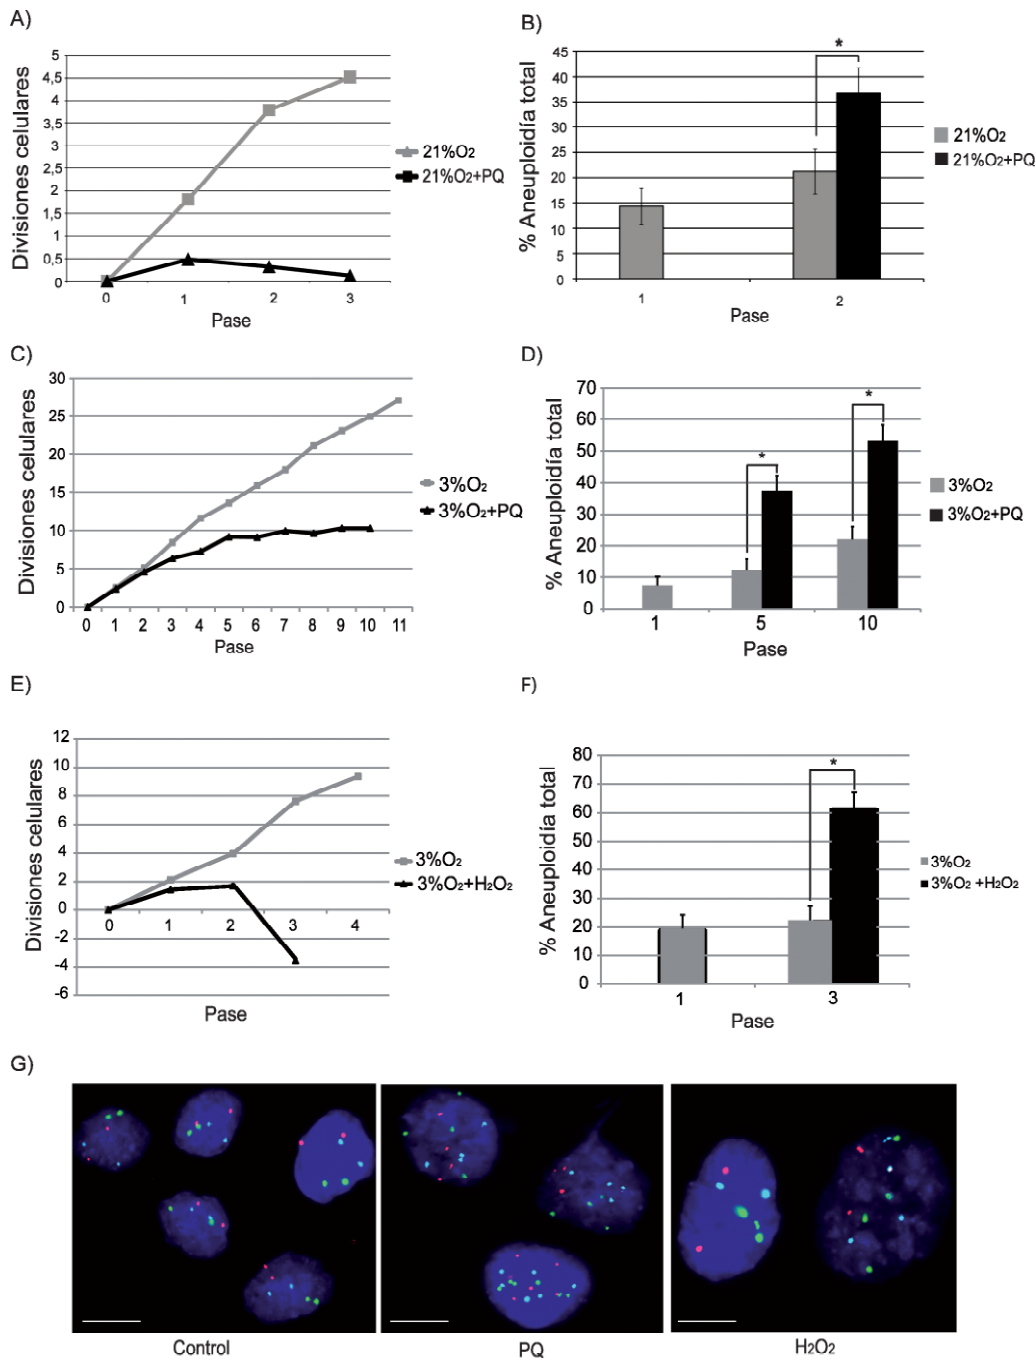 A)
Divisiones celulares
5
4,5
4
3,5
3
2,5
2
1,5
1
0,5
0
0 1 2 3
Pase
21%O2
21%O2+PQ
B)
% Aneuploidía total
45
40
35
30
25
20
15
10
5
0
*
1 2
Pase
21%O2
21%O2+PQ
C)
Divisiones celulares
30
25
20
15
10
5
0
0 1 2 3 4 5 6 7 8 9 10 11
Pase
3%O2
3%O2+PQ
D)
% Aneuploidía total
70
60
50
40
30
20
10
0
* *
1 5 10
Pase
3%O2
3%O2+PQ
E)
Divisiones celulares
12
10
8
6
4
2
0
-2
-4
-6
0 1 2 3 4
Pase
3%O2
3%O2+H2O2
F)
% Aneuploidía total
80
70
60
50
40
30
20
10
0
*
1 3
Pase
3%O2
3%O2 +H2O2
G)
Control PQ H2O2